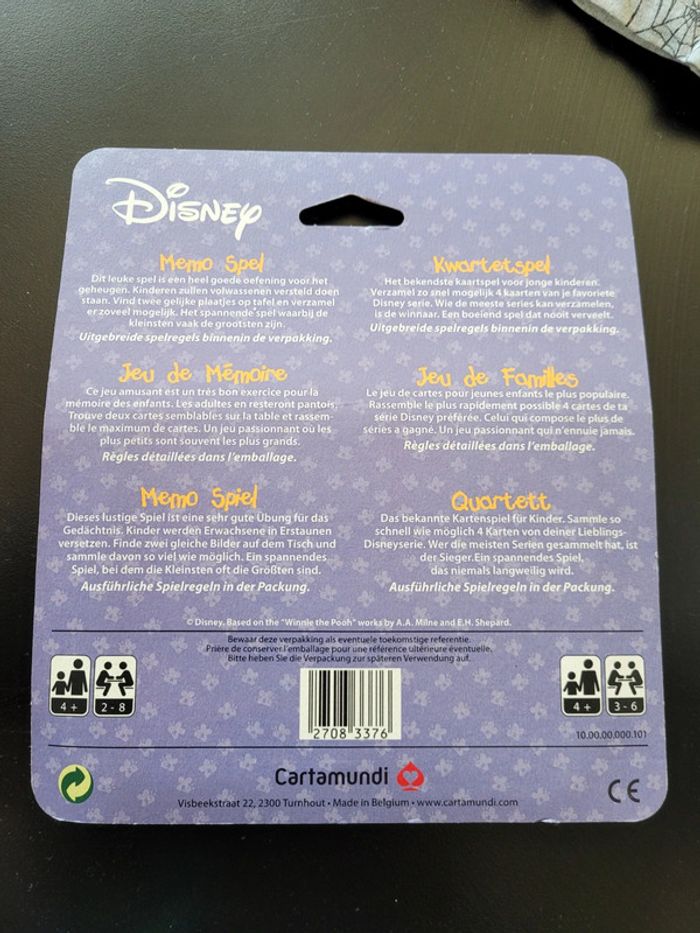 Disney
Memo Spel
Dit leuke spel is een heel goede oefening voor het
geheugen. Kinderen zullen volwassenen versteld doen
staan. Vind twee gelijke plaatjes op tafel en verzamel
er zoveel mogelijk. Het spannende spel waarbij de
kleinsten vaak de grootsten zijn.
Uitgebreide spelregels binnenin de verpakking.
Kwartetspel
Het bekendste kaartspel voor jonge kinderen.
Verzamel zo snel mogelijk 4 kaarten van je favoriete
Disney serie. Wie de meeste series kan verzamelen,
is de winnaar. Een boeiend spel dat nooit verveelt.
Uitgebreide spelregels binnenin de verpakking.
Jeu de Mémoire
Ce jeu amusant est un très bon exercice pour la
mémoire des enfants. Les adultes en resteront pantois.
Trouve deux cartes semblables sur la table et rassem-
ble le maximum de cartes. Un jeu passionnant où les
plus petits sont souvent les plus grands.
Règles détaillées dans l'emballage.
Jeu de Familles
Le jeu de cartes pour jeunes enfants le plus populaire.
Rassemble le plus rapidement possible 4 cartes de ta
série Disney préférée. Celui qui compose le plus de
séries a gagné. Un jeu passionnant qui n'ennuie jamais.
Règles détaillées dans l'emballage.
Memo Spiel
Dieses lustige Spiel ist eine sehr gute Übung für das
Gedächtnis. Kinder werden Erwachsene in Erstaunen
versetzen. Finde zwei gleiche Bilder auf dem Tisch und
sammle davon so viel wie möglich. Ein spannendes
Spiel, bei dem die Kleinsten oft die Größten sind.
Ausführliche Spielregeln in der Packung.
Quartett
Das bekannte Kartenspiel für Kinder. Sammle so
schnell wie möglich 4 Karten von deiner Lieblings-
Disneyserie. Wer die meisten Serien gesammelt hat, ist
der Sieger.Ein spannendes Spiel,
das niemals langweilig wird.
Ausführliche Spielregeln in der Packung.
© Disney. Based on the "Winnie the Pooh" works by A.A. Milne and E.H. Shepard.
Bewaar deze verpakking als eventuele toekomstige referentie.
Prière de conserver l'emballage pour une référence ultérieure éventuelle.
Bitte heben Sie die Verpackung zur späteren Verwendung auf.
4 +
2 - 8
2708 3376
4 +
3 - 6
10.00.00.000.101
Cartamundi
Visbeekstraat 22, 2300 Turnhout • Made in Belgium • www.cartamundi.com
CE